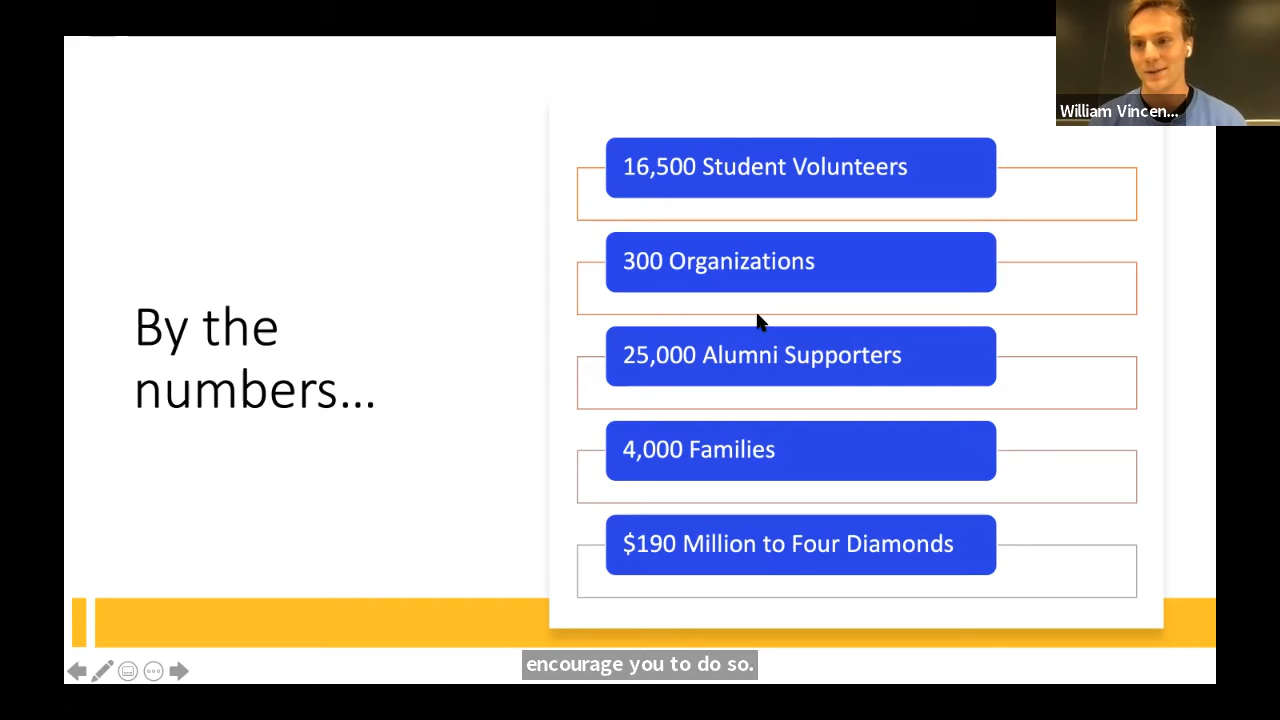 William Vincen...
16,500 Student Volunteers
300 Organizations
By the
numbers...
25,000 Alumni Supporters
4,000 Families
$190 Million to Four Diamonds
encourage you to do so.